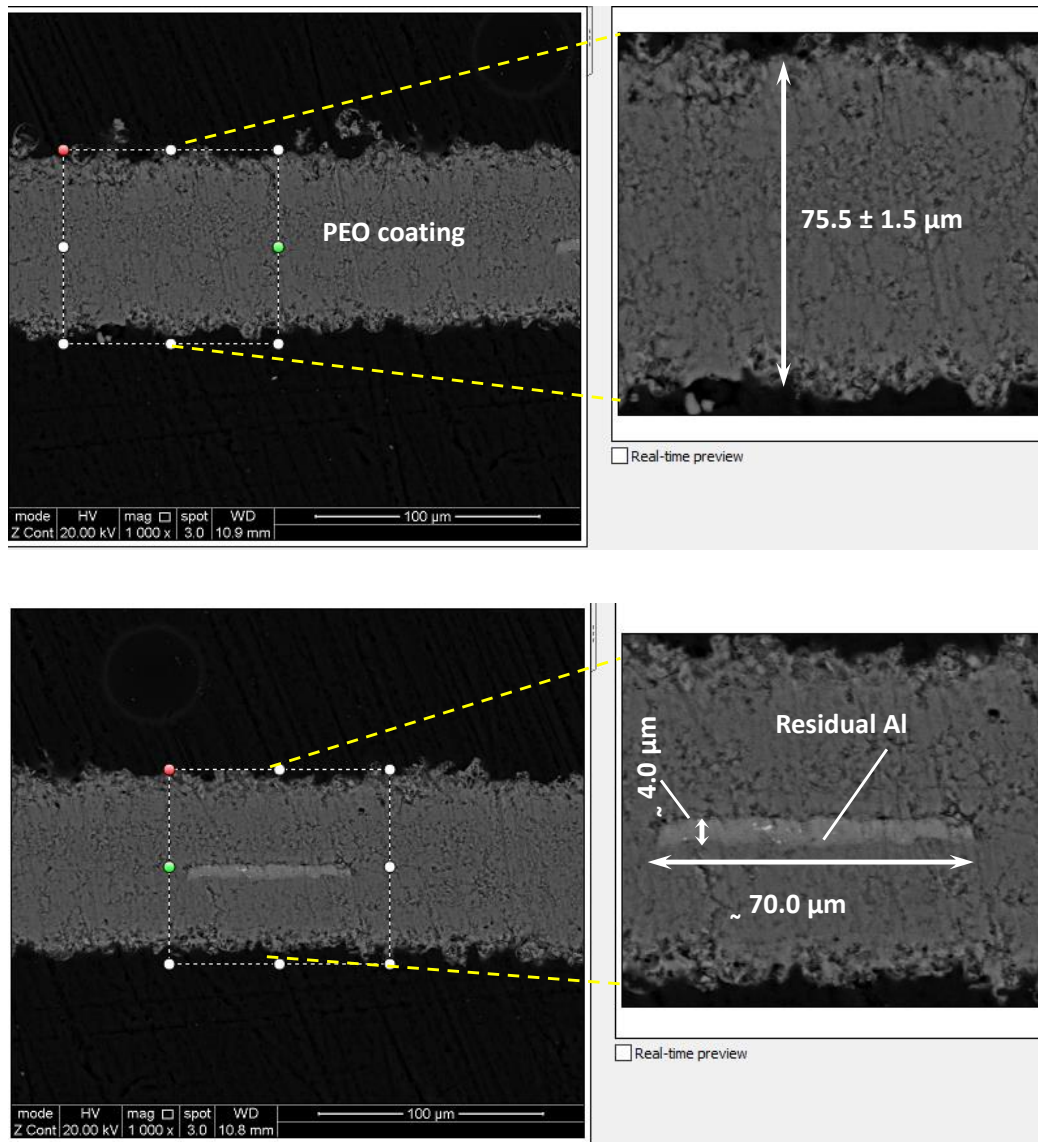 PEO coating
75.5 ± 1.5 µm
Real-time preview
mode HV mag □ spot WD
Z Cont 20.00 kV 1 000 x 3.0 10.9 mm
100 µm
Residual Al
~ 4.0 µm
~ 70.0 µm
Real-time preview
mode HV mag □ spot WD
Z Cont 20.00 kV 1 000 x 3.0 10.8 mm
100 µm